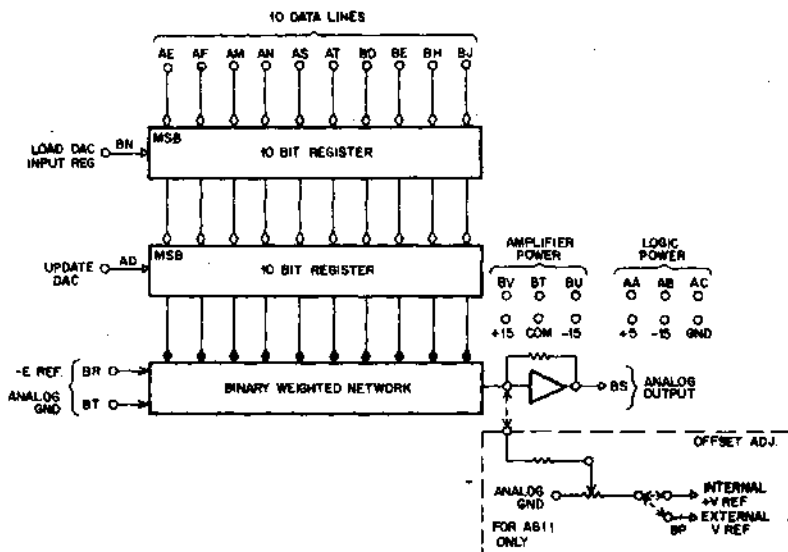 10 DATA LINES
AE AF AM AN AS AT BD BE BH BJ
MSB
LOAD DAC INPUT REG
BN
10 BIT REGISTER
MSB
UPDATE DAC
AD
10 BIT REGISTER
AMPLIFIER POWER
LOGIC POWER
BV BT BU AA AB AC
+15 COM -15 +5 -15 GND
-E REF.
BR
ANALOG GND
BT
BINARY WEIGHTED NETWORK
BS
ANALOG OUTPUT
OFFSET ADJ.
ANALOG GND
INTERNAL +V REF
EXTERNAL V REF
BP
FOR A611 ONLY